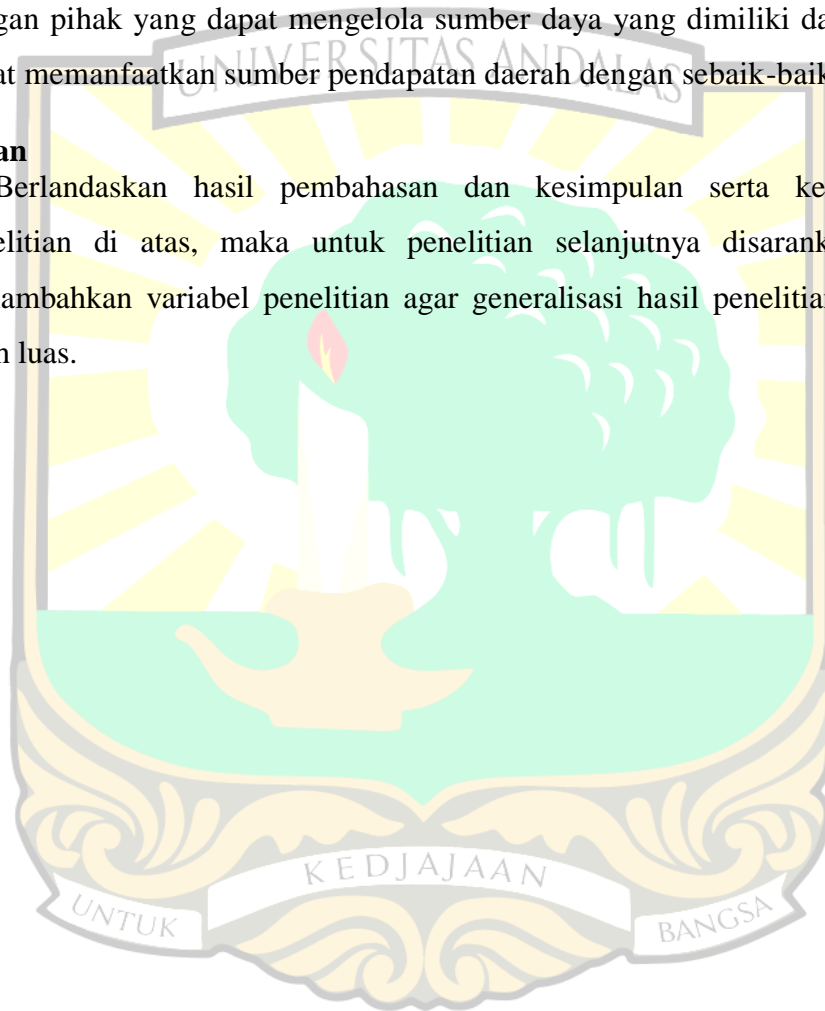 gan pihak yang dapat mengelola sumber daya yang dimiliki da
at memanfaatkan sumber pendapatan daerah dengan sebaik-baik
UNIVERSITAS ANDALAS
an
Berlandaskan hasil pembahasan dan kesimpulan serta ke
elitian di atas, maka untuk penelitian selanjutnya disarank
ambahkan variabel penelitian agar generalisasi hasil penelitian
h luas.
UNTUK KEDJAJAAN BANGSA